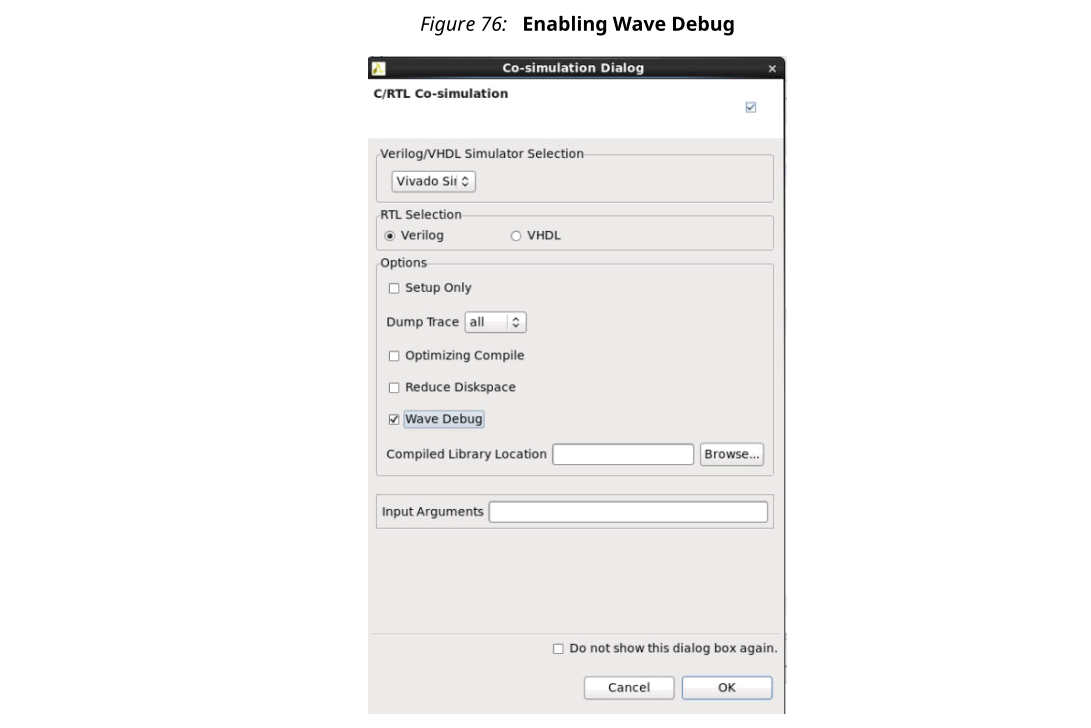 Figure 76: Enabling Wave Debug
Co-simulation Dialog
C/RTL Co-simulation
Verilog/VHDL Simulator Selection
Vivado Sir
RTL Selection
Verilog VHDL
Options
Setup Only
Dump Trace all
Optimizing Compile
Reduce Diskspace
Wave Debug
Compiled Library Location Browse...
Input Arguments
Do not show this dialog box again.
Cancel OK